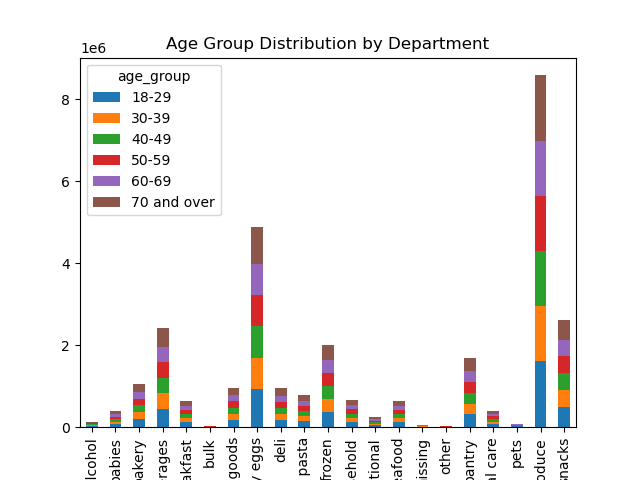 Age Group Distribution by Department
1e6
age_group
18-29
30-39
40-49
50-59
60-69
70 and over
8
6
4
2
0
lcohol
babies
bakery
erages
akfast
bulk
goods
y eggs
deli
pasta
frozen
ehold
tional
eafood
issing
other
pantry
al care
pets
oduce
snacks